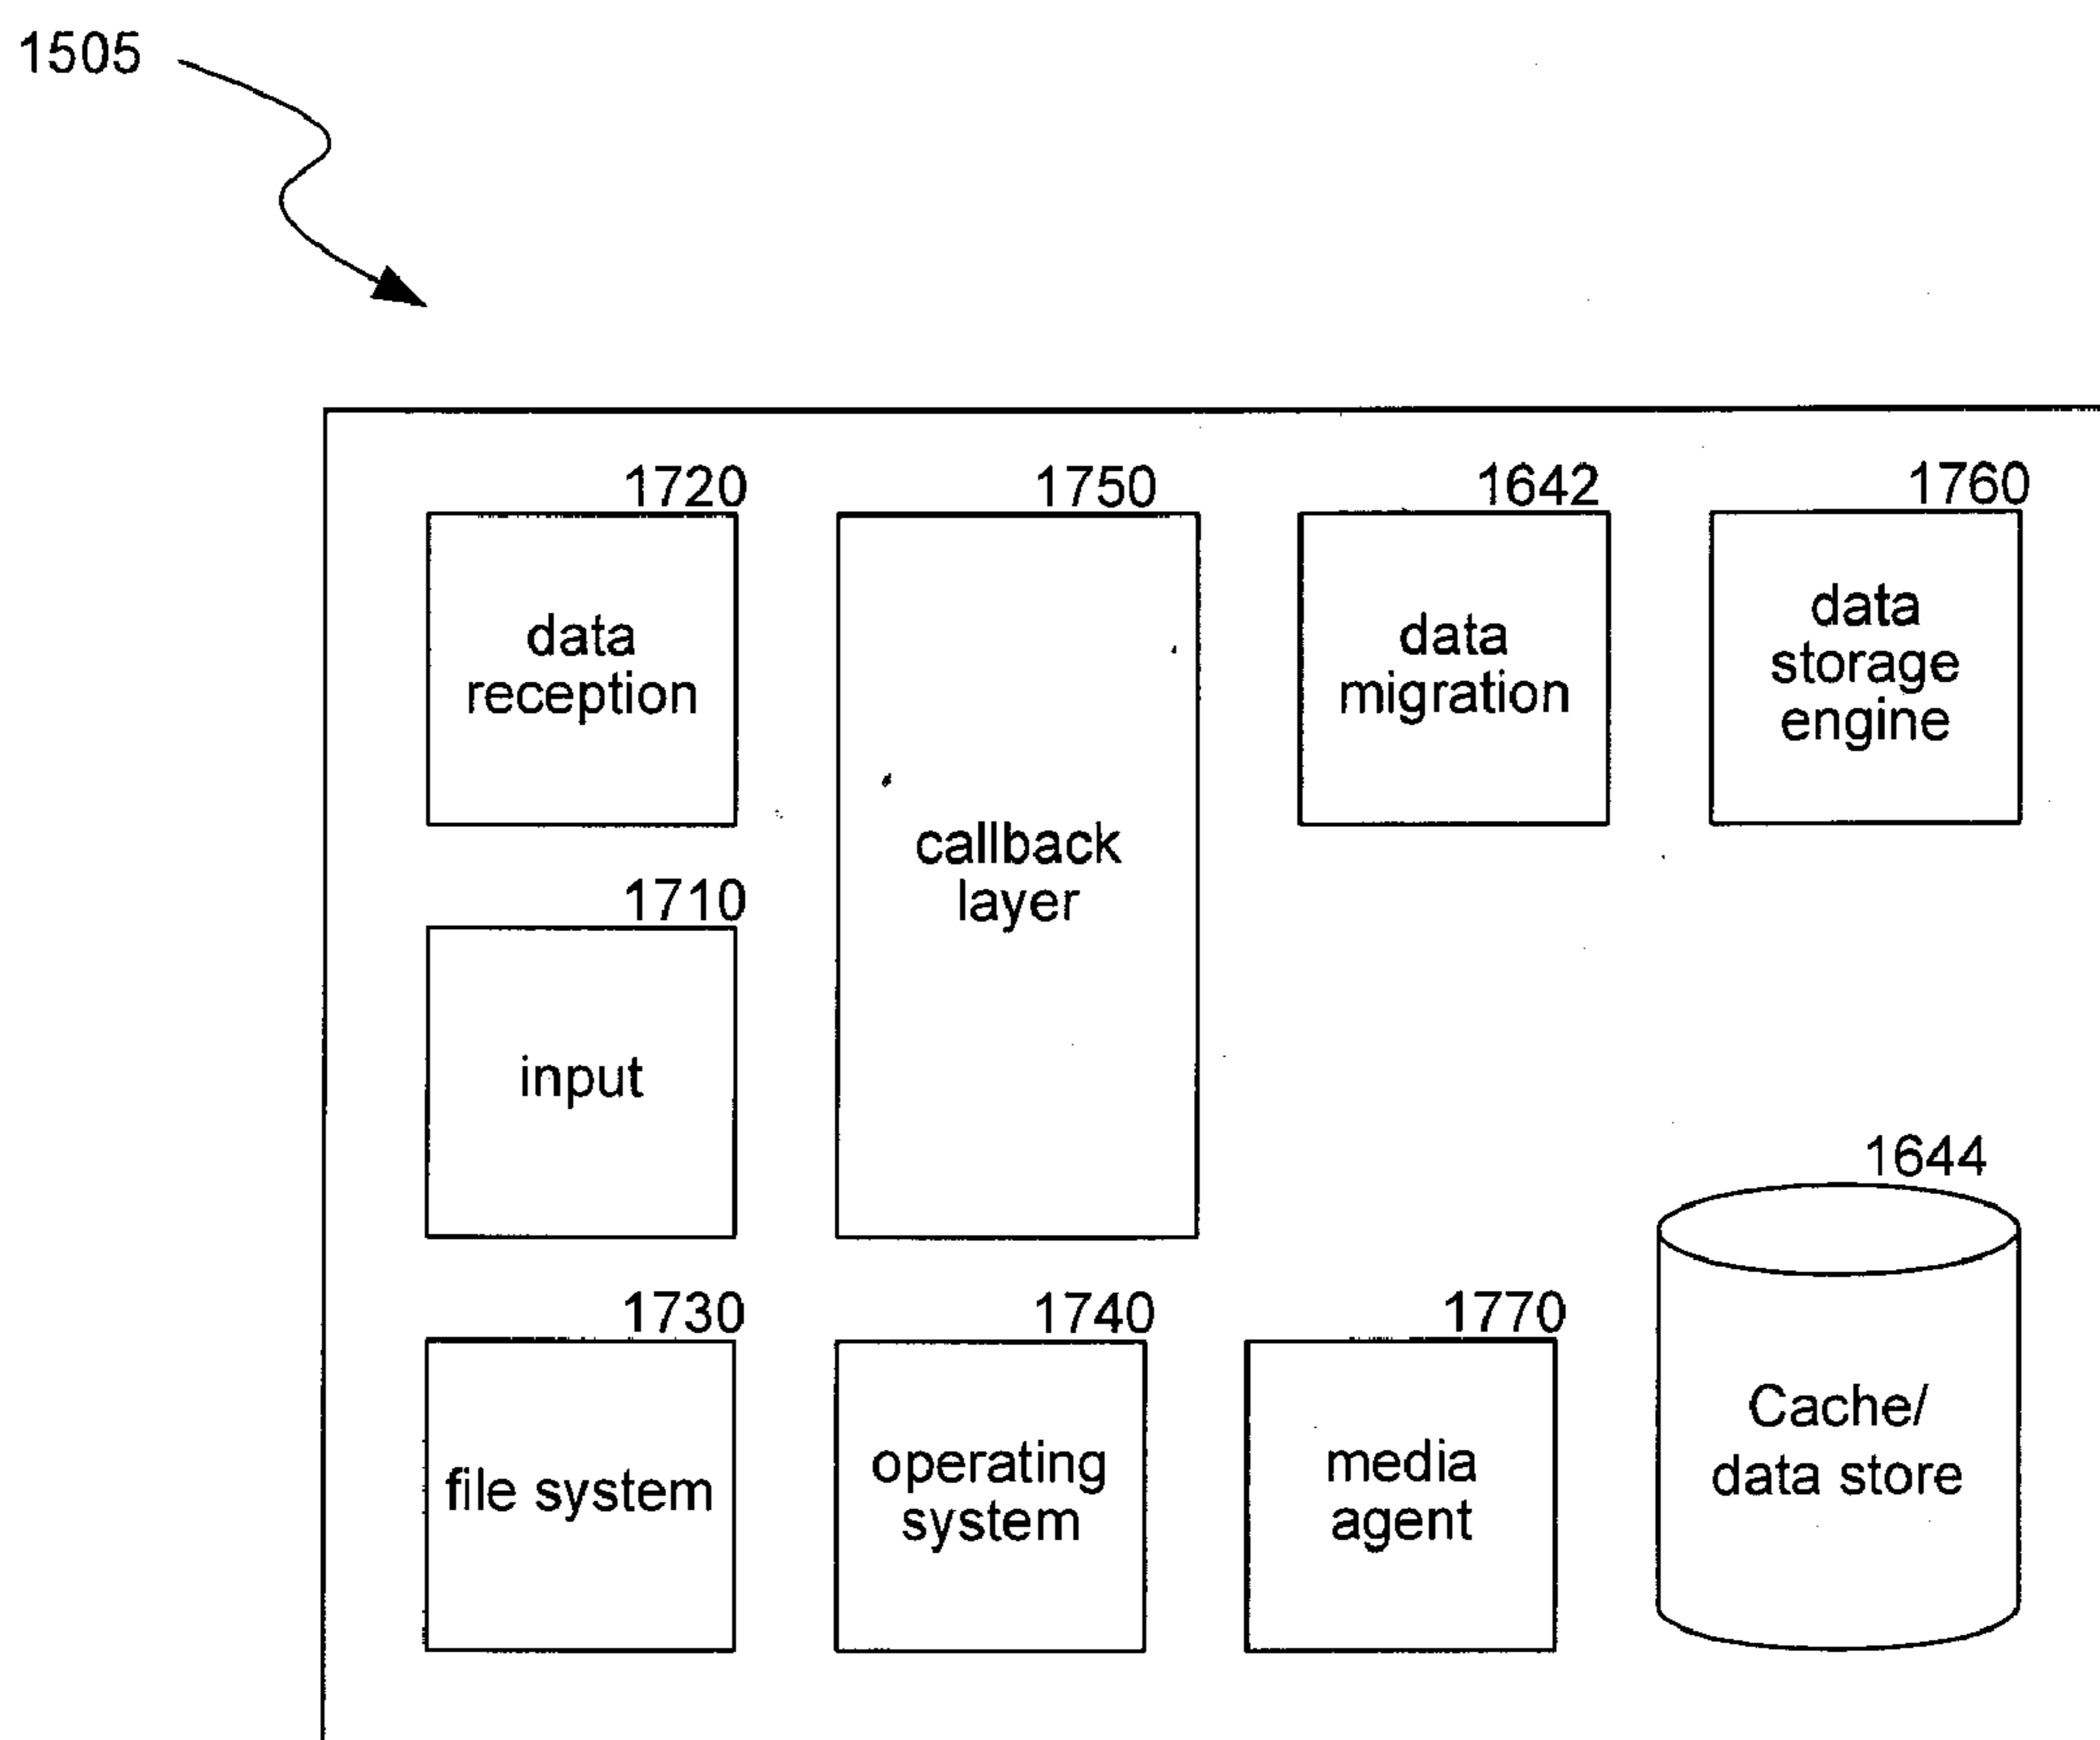 1505
1720
data
reception
1750
callback
layer
1642
data
migration
1760
data
storage
engine
1710
input
1644
Cache/
data store
1730
file system
1740
operating
system
1770
media
agent